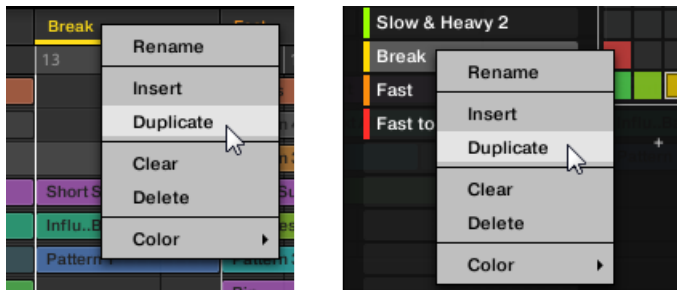 Break
Rename
13
Insert
Duplicate
Clear
Short S
Delete
Influ..B
Color
Pattern 1
Slow & Heavy 2
Break
Rename
Fast
Insert
Fast to
Duplicate
Clear
Delete
Color